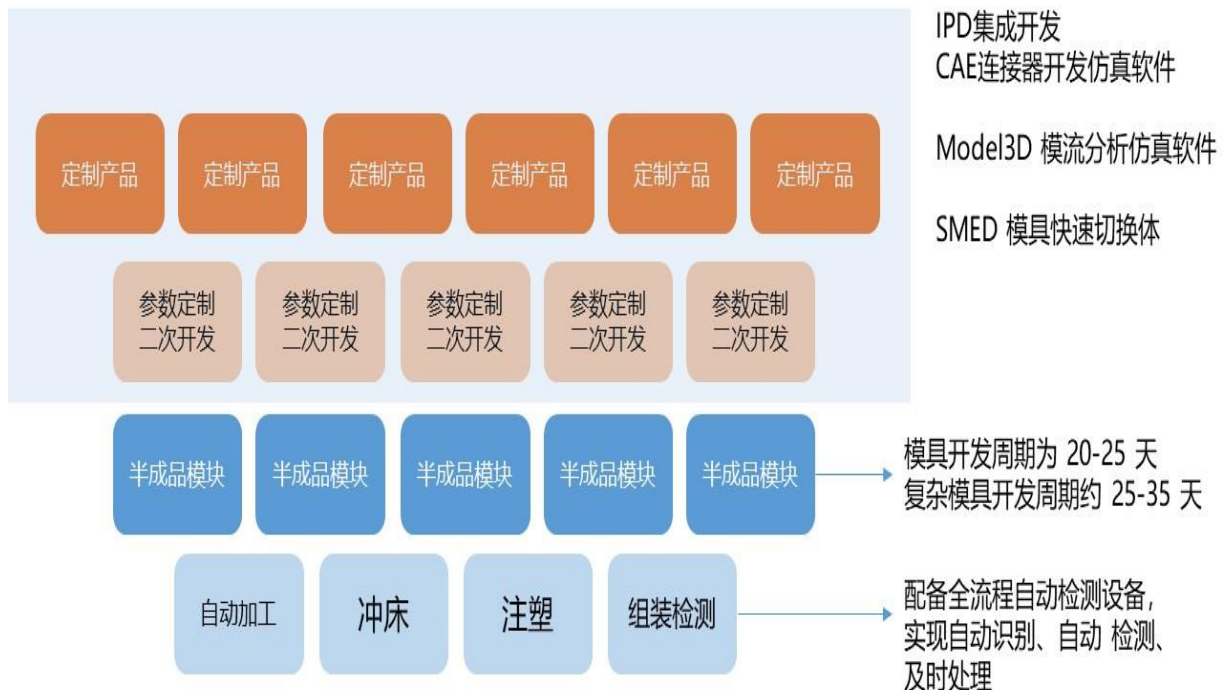 IPD集成开发
CAE连接器开发仿真软件
Model3D 模流分析仿真软件
SMED 模具快速切换体
定制产品
定制产品
定制产品
定制产品
定制产品
定制产品
参数定制
二次开发
参数定制
二次开发
参数定制
二次开发
参数定制
二次开发
参数定制
二次开发
半成品模块
半成品模块
半成品模块
半成品模块
半成品模块
模具开发周期为 20-25 天
复杂模具开发周期约 25-35 天
自动加工
冲床
注塑
组装检测
配备全流程自动检测设备,
实现自动识别、自动 检测、
及时处理